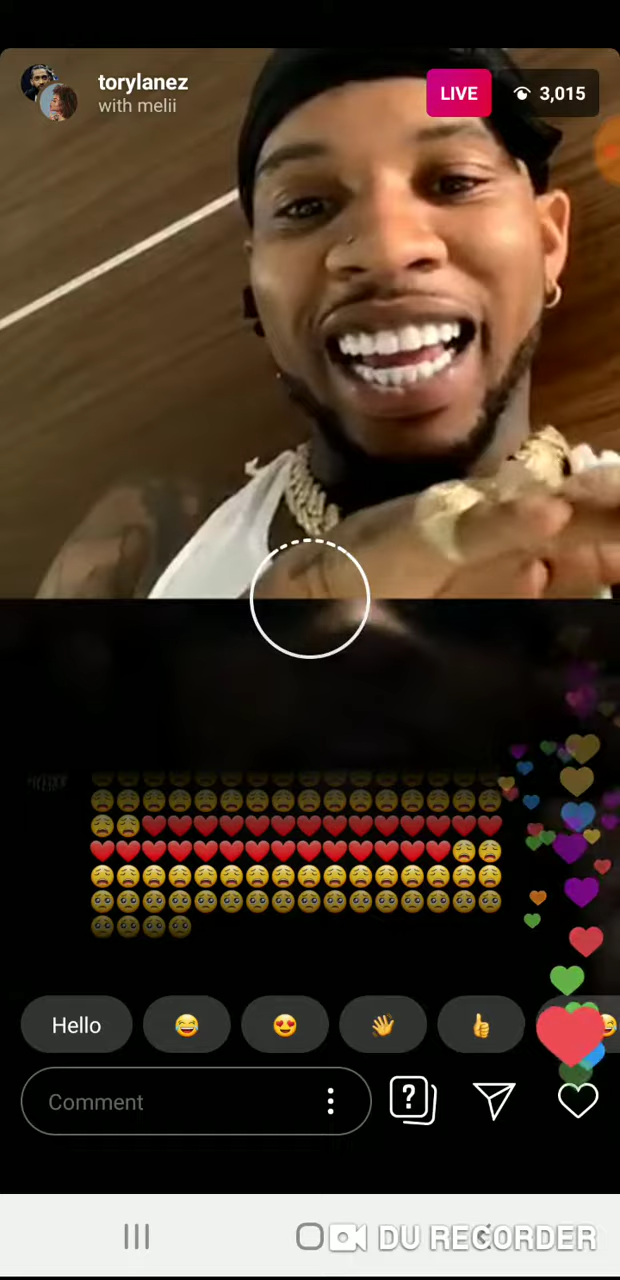 torylanez
with melii
LIVE
3,015
Hello
Comment
DU RECORDER